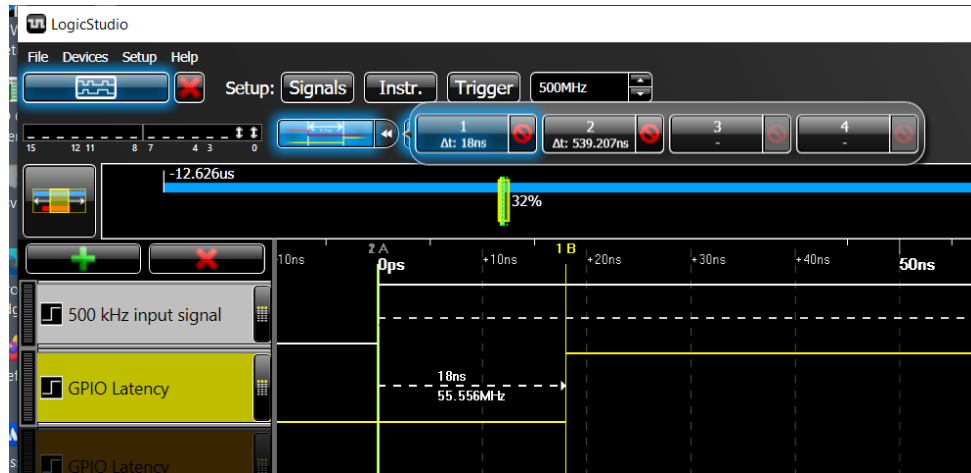 LogicStudio
File Devices Setup Help
Setup: Signals Instr. Trigger 500MHz
1 2 3 4
Δt: 18ns Δt: 539.207ns - -
15 12 11 8 7 4 3 0
-12.626us
32%
A 1 B
10ns 0ps +10ns +20ns +30ns +40ns 50ns
500 kHz input signal
18ns
55.556MHz
GPIO Latency
GPIO Latency